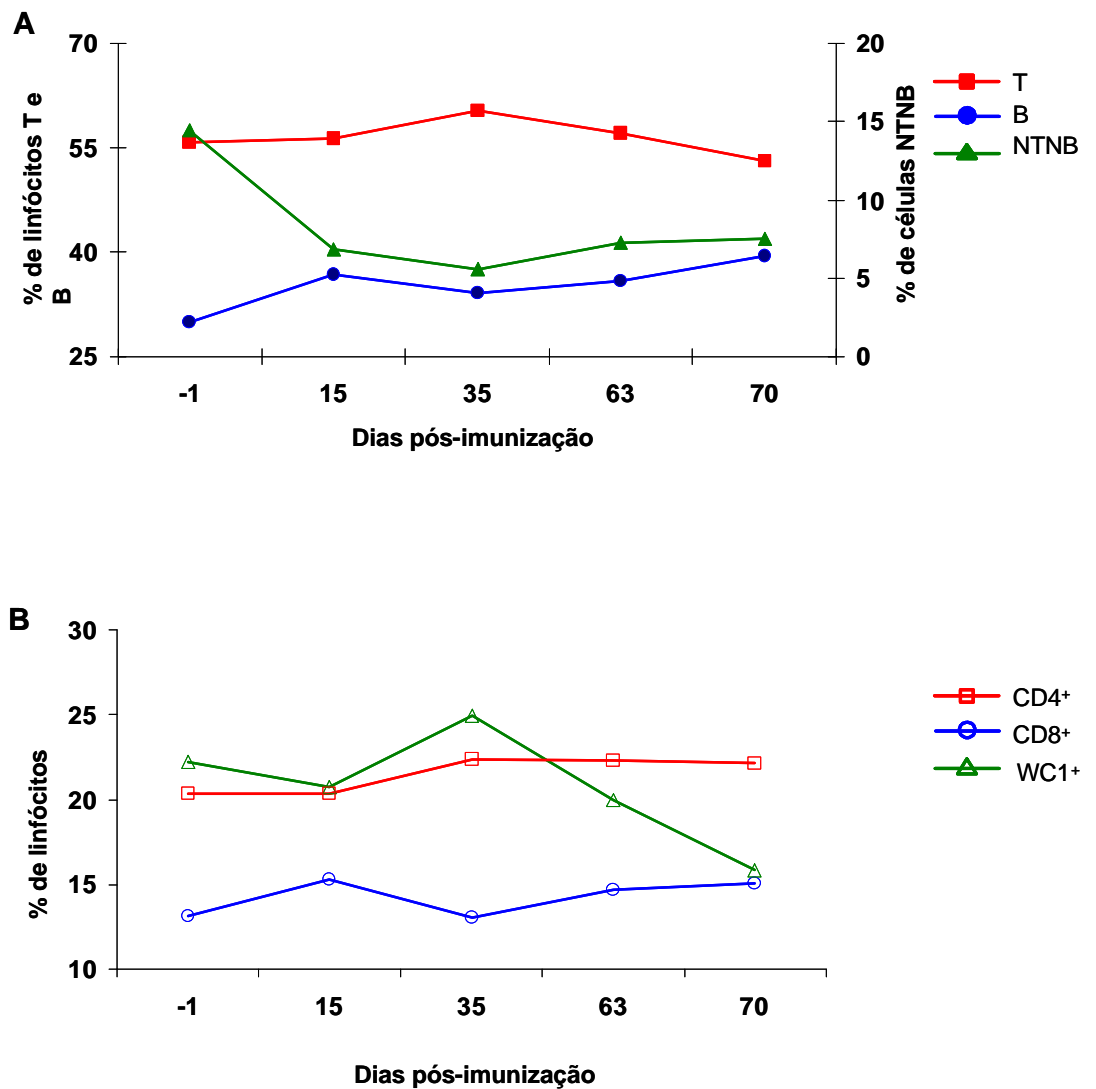 A
70
55
40
25
% de linfócitos T e
B
20
15
10
5
0
% de células NTNB
T
B
NTNB
-1 15 35 63 70
Dias pós-imunização
B
30
25
20
15
10
% de linfócitos
CD4+
CD8+
WC1+
-1 15 35 63 70
Dias pós-imunização